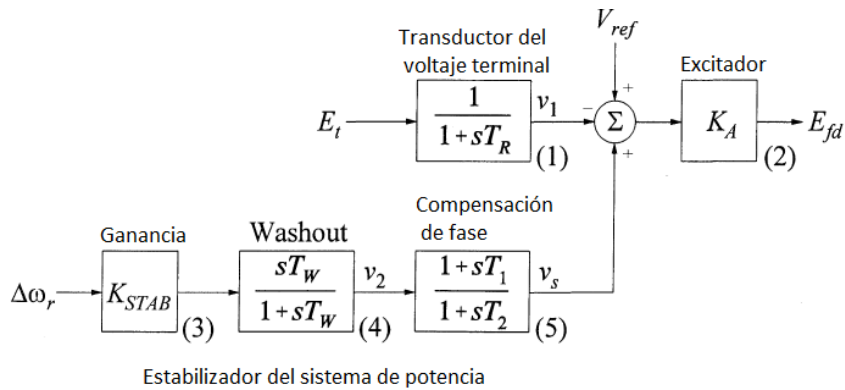 V_ref
Transductor del
voltaje terminal
Excitador
E_t
1
1+sT_R
(1)
v_1
−
+
Σ
+
K_A
(2)
E_fd
Ganancia
Washout
Compensación
de fase
Δω_r
K_STAB
(3)
sT_W
1+sT_W
(4)
v_2
1+sT_1
1+sT_2
(5)
v_s
Estabilizador del sistema de potencia